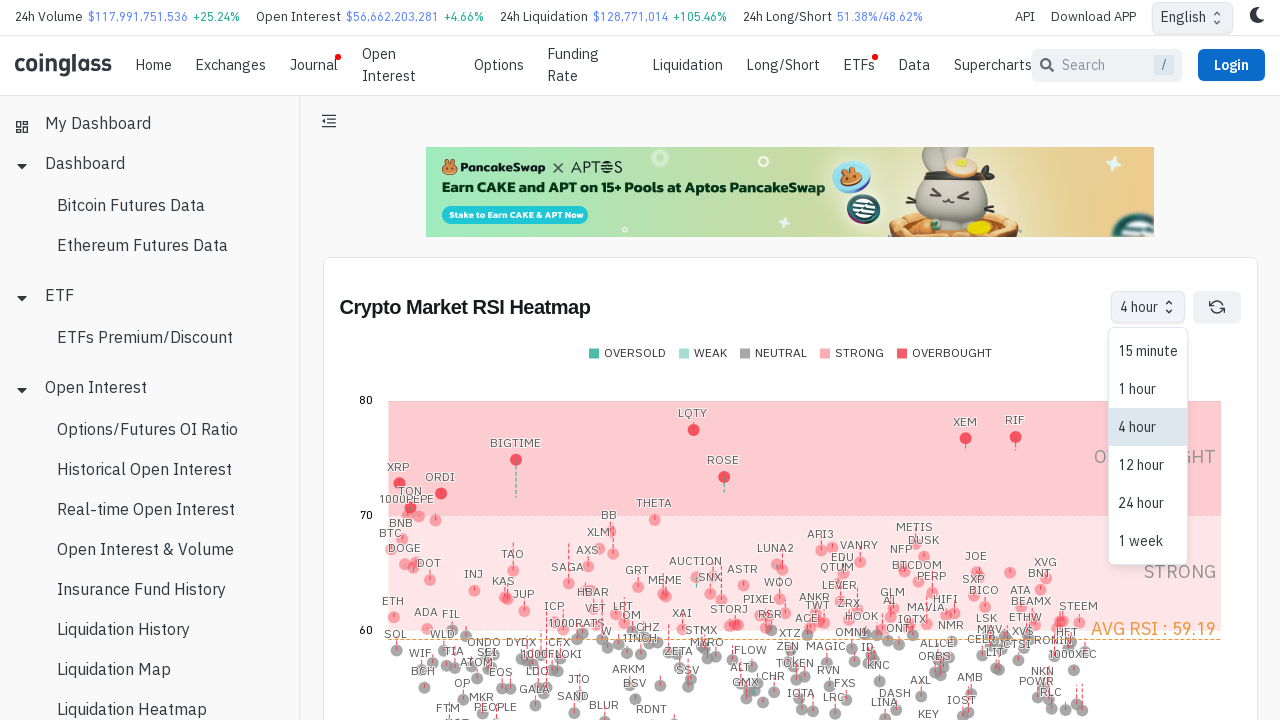 24h Volume $117,991,751,536 +25.24% Open Interest $56,662,203,281 +4.66% 24h Liquidation $128,771,014 +105.46% 24h Long/Short 51.38%/48.62% API Download APP English
coinglass Home Exchanges Journal Open Interest Options Funding Rate Liquidation Long/Short ETFs Data Supercharts Search / Login
My Dashboard
Dashboard
Bitcoin Futures Data
Ethereum Futures Data
ETF
ETFs Premium/Discount
Open Interest
Options/Futures OI Ratio
Historical Open Interest
Real-time Open Interest
Open Interest & Volume
Insurance Fund History
Liquidation History
Liquidation Map
Liquidation Heatmap
PancakeSwap × APTOS
Earn CAKE and APT on 15+ Pools at Aptos PancakeSwap
Stake to Earn CAKE & APT Now
Crypto Market RSI Heatmap
4 hour
15 minute
1 hour
4 hour
12 hour
24 hour
1 week
OVERSOLD WEAK NEUTRAL STRONG OVERBOUGHT
80
LQTY
RIF
XEM
BIGTIME
ROSE
XRP
ORDI
TON
1000PEPE
THETA
70
BB
BNB
METIS
BTC
XLM
API3
DUSK
VANRY
DOGE
AXS
LUNA2
NFP
TAO
EDU
JOE
DOT
AUCTION
XVG
SAGA
GRT
ASTR
QTUM
BTCDOM
STRONG
INJ
KAS
MEME
SNX
WOO
LEVER
PERP
SXP
BNT
JUP
HBAR
GLM
BICO
ATA
ETH
PIXEL
ANKR
AI
HIFI
BEAMX
ADA
FIL
ICP
VET
LPT
XAI
STORJ
RSR
TWT
ZRX
MAVIA
STEEM
ACE
HOOK
IOTX
LSK
ETHW
1000RATS
CHZ
60
AVG RSI : 59.19
SOL
WLD
W
1INCH
STMX
XTZ
OMNI
ONT
NMR
MAV
XVS
HFT
ONDO
DYDX
CFX
MYRO
ZEN
MAGIC
ID
ALICE
CELR
CTSI
WIF
TIA
SEI
1000FLOKI
ZETA
FLOW
ORBS
LIT
1000XEC
BCH
ATOM
EOS
LDO
ARKM
SSV
ALT
TOKEN
RVN
KNC
NKN
OP
JTO
BSV
GMX
LCHR
FXS
AXL
AMB
POWR
GALA
MKR
SAND
IOTA
LRC
DASH
LINA
IOST
RLC
FTM
PEOPLE
BLUR
RDNT
KEY